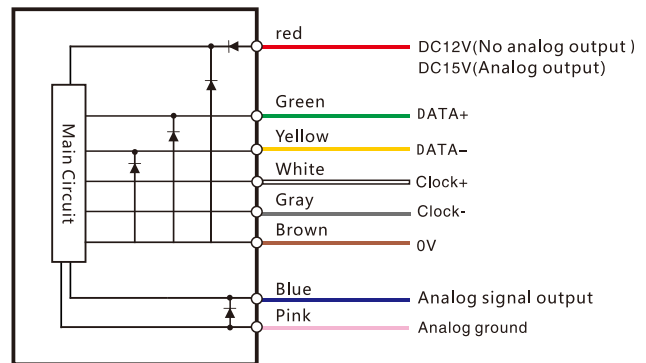 red
DC12V(No analog output )
DC15V(Analog output)
Green
DATA+
Yellow
DATA-
White
Clock+
Gray
Clock-
Brown
0V
Main Circuit
Blue
Analog signal output
Pink
Analog ground